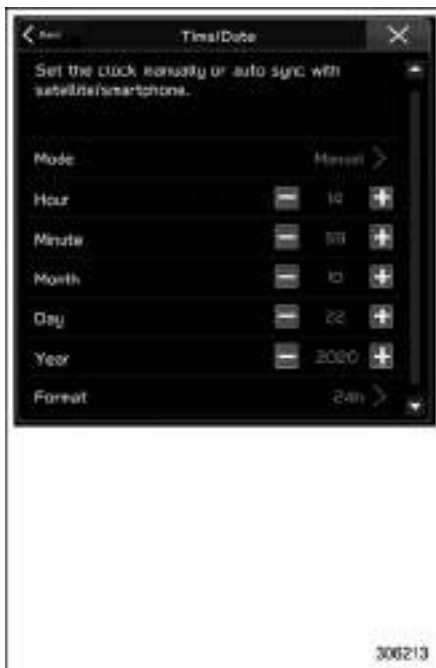 Back Time/Date
Set the clock manually or auto sync with
satellite/smartphone.
Mode Manual
Hour
Minute
Month 10
Day 22
Year 2020
Format 24h
306213